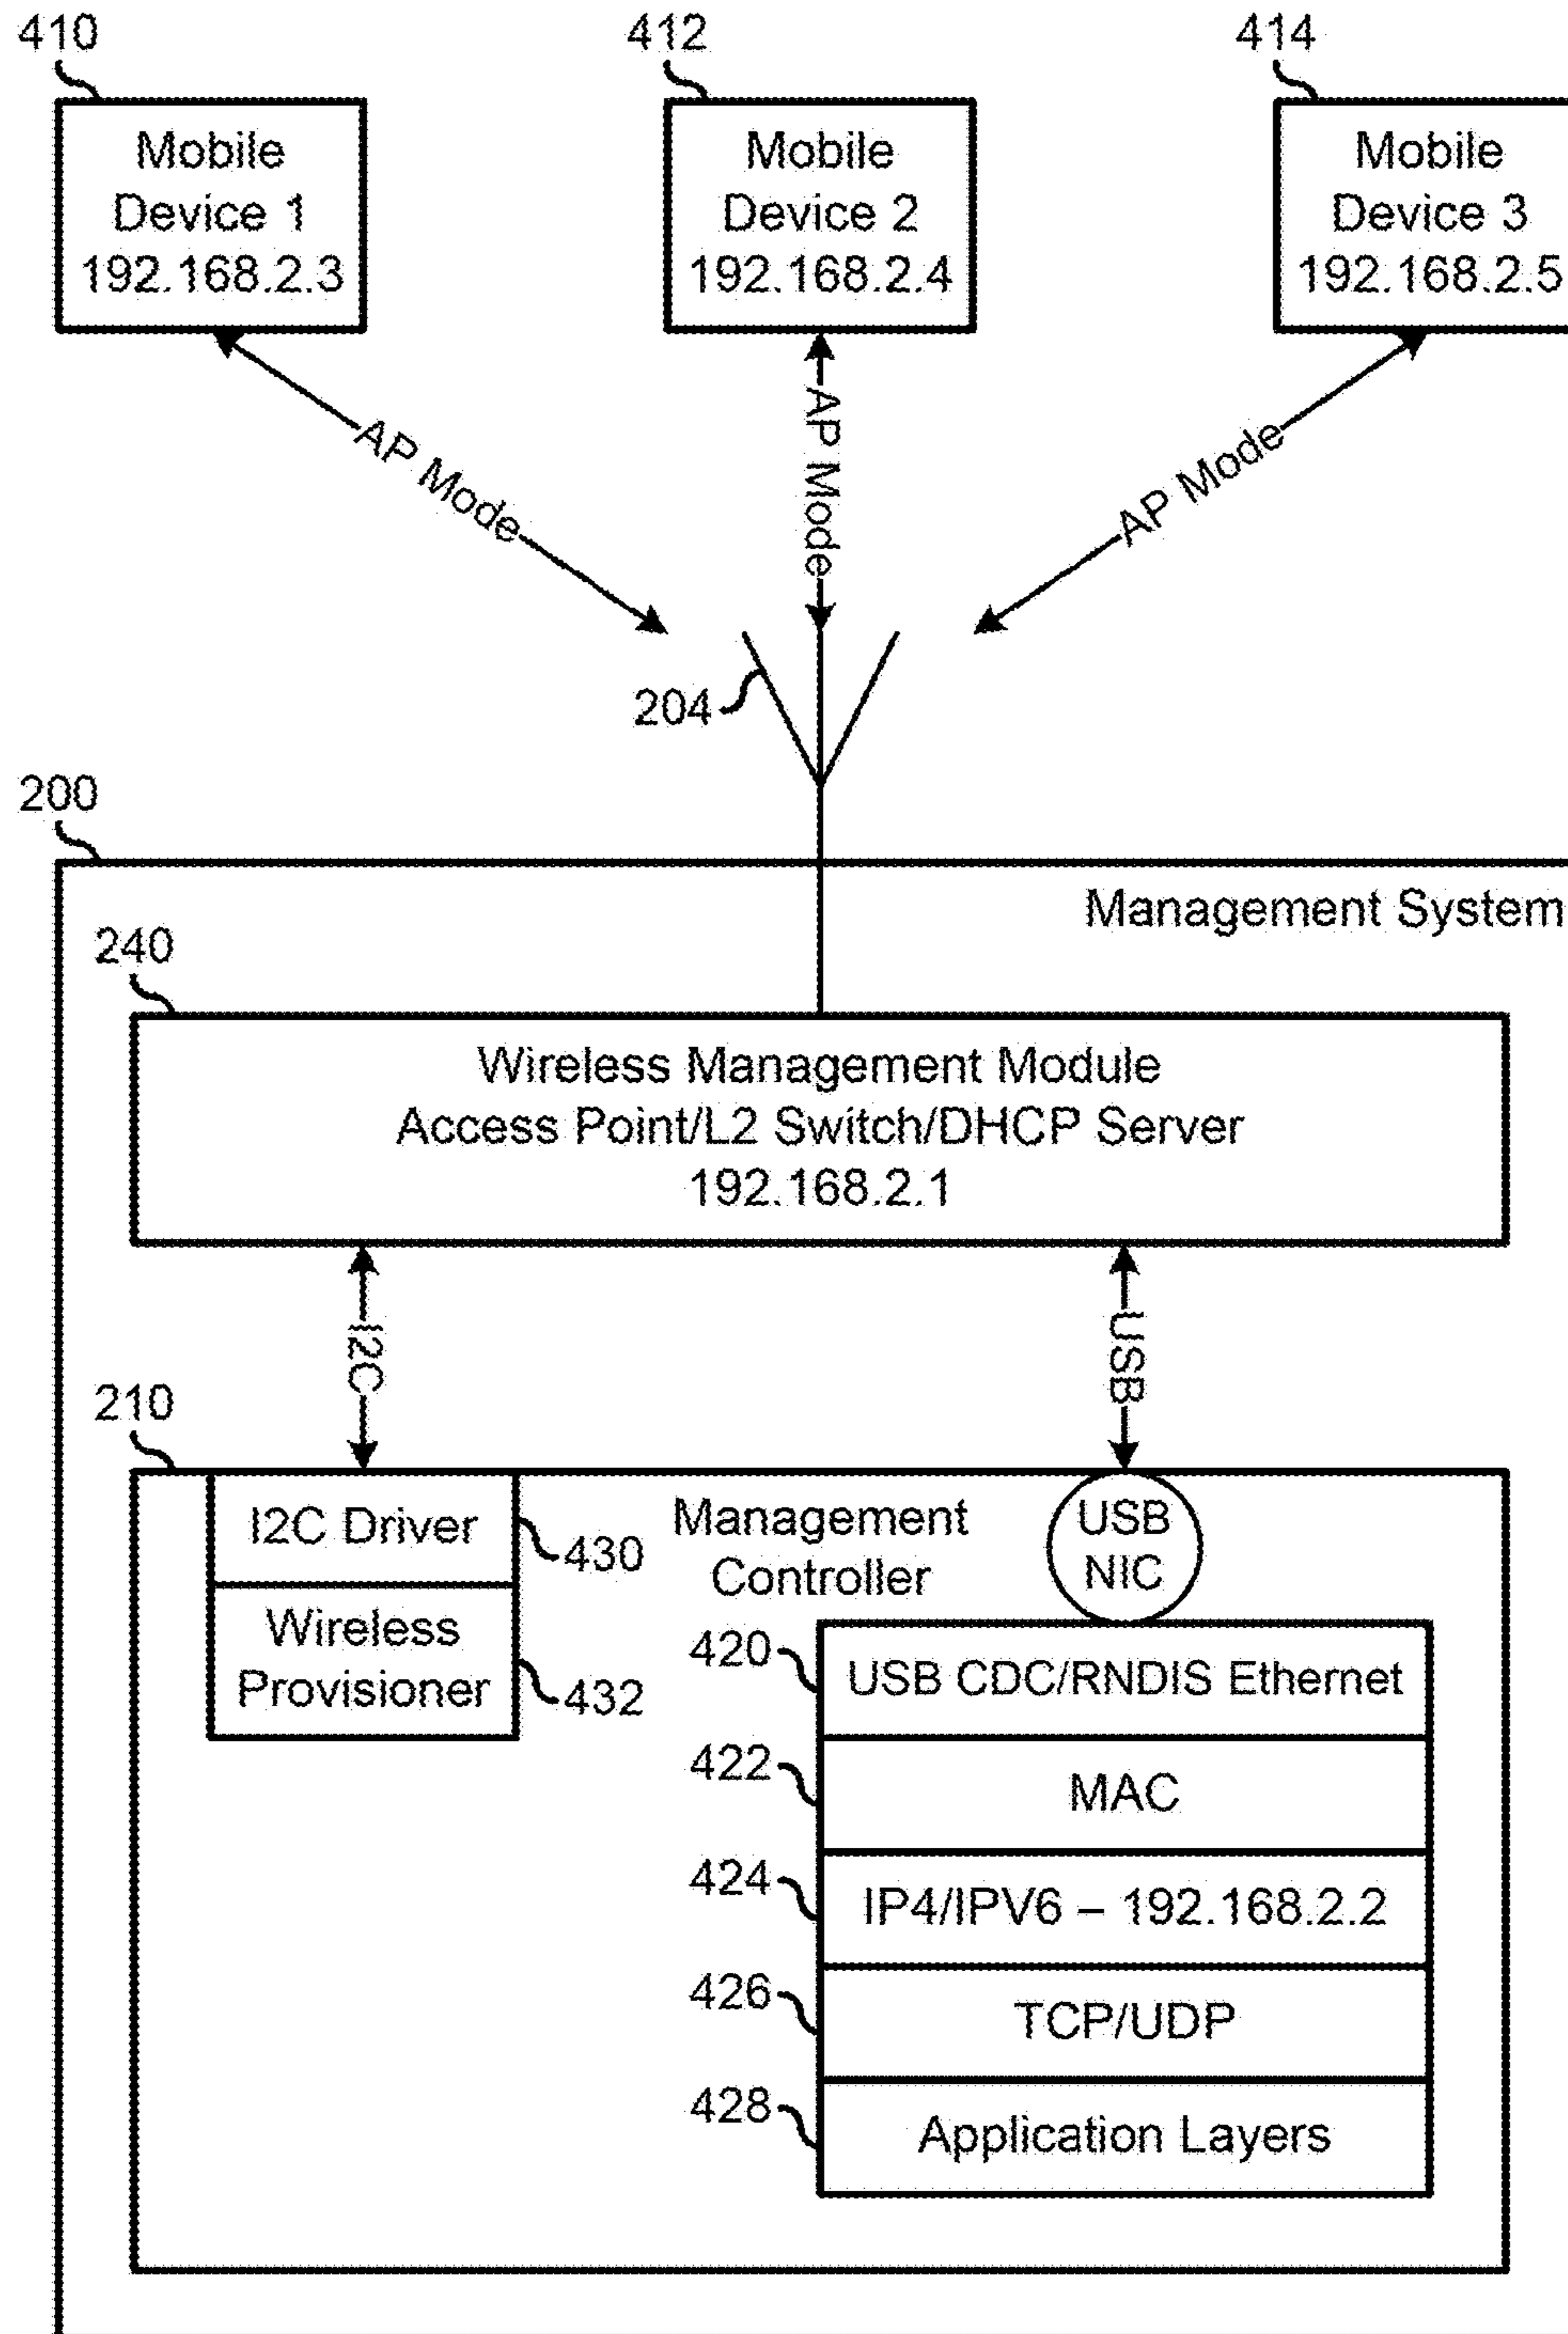 410
412
414
Mobile
Device 1
192.168.2.3
Mobile
Device 2
192.168.2.4
Mobile
Device 3
192.168.2.5
AP Mode
AP Mode
AP Mode
204
200
Management System
240
Wireless Management Module
Access Point/L2 Switch/DHCP Server
192.168.2.1
I2C
USB
210
I2C Driver
430
Wireless
Provisioner
432
Management
Controller
USB
NIC
420
USB CDC/RNDIS Ethernet
422
MAC
424
IP4/IPV6 – 192.168.2.2
426
TCP/UDP
428
Application Layers